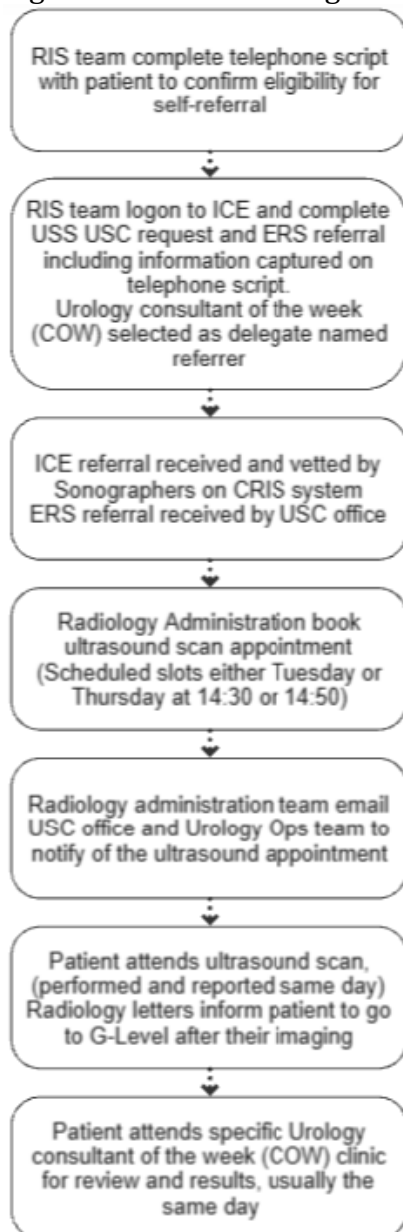 RIS team complete telephone script
with patient to confirm eligibility for
self-referral
RIS team logon to ICE and complete
USS USC request and ERS referral
including information captured on
telephone script.
Urology consultant of the week
(COW) selected as delegate named
referrer
ICE referral received and vetted by
Sonographers on CRIS system
ERS referral received by USC office
Radiology Administration book
ultrasound scan appointment
(Scheduled slots either Tuesday or
Thursday at 14:30 or 14:50)
Radiology administration team email
USC office and Urology Ops team to
notify of the ultrasound appointment
Patient attends ultrasound scan,
(performed and reported same day)
Radiology letters inform patient to go
to G-Level after their imaging
Patient attends specific Urology
consultant of the week (COW) clinic
for review and results, usually the
same day